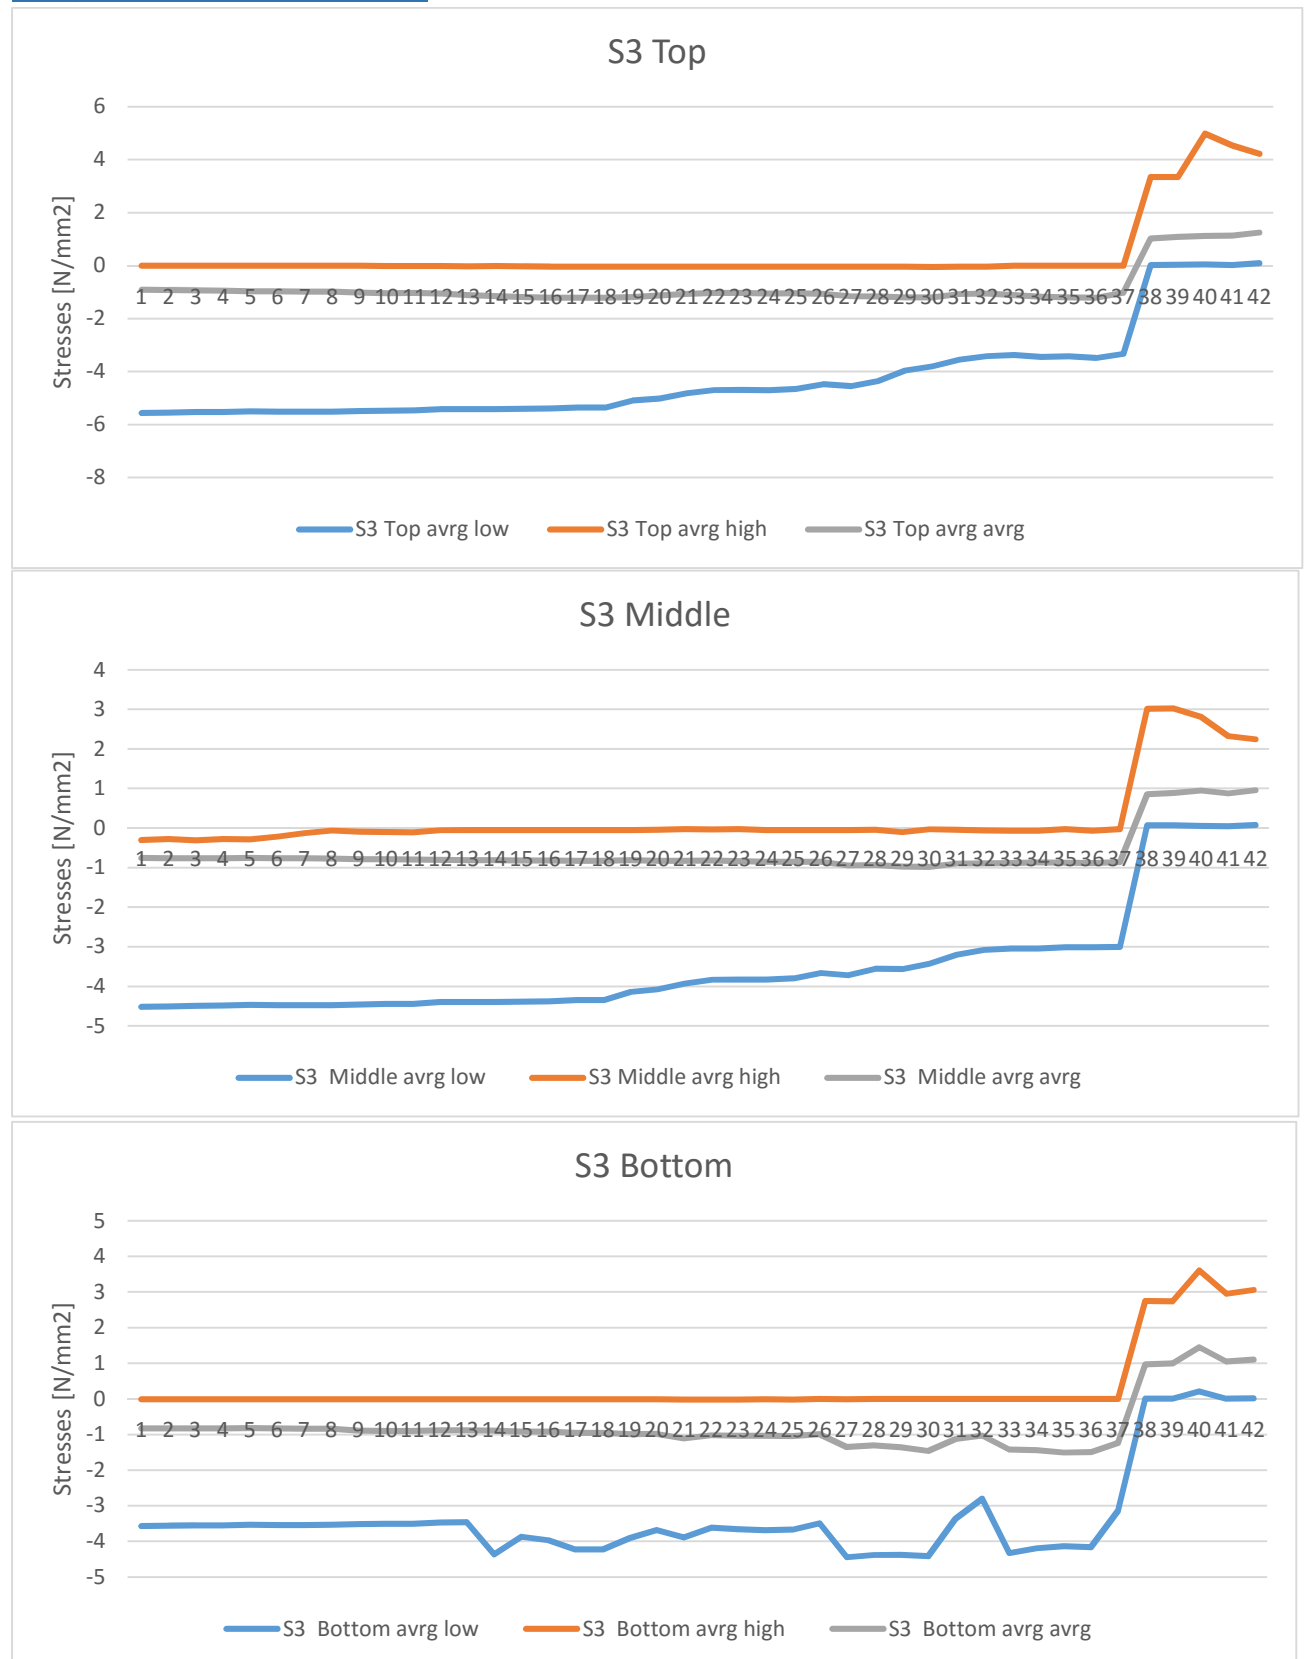 S3 Top
6
4
2
0
-2
-4
-6
-8
Stresses [N/mm2]
1 2 3 4 5 6 7 8 9 10 11 12 13 14 15 16 17 18 19 20 21 22 23 24 25 26 27 28 29 30 31 32 33 34 35 36 37 38 39 40 41 42
S3 Top avrg low S3 Top avrg high S3 Top avrg avrg
S3 Middle
4
3
2
1
0
-1
-2
-3
-4
-5
Stresses [N/mm2]
1 2 3 4 5 6 7 8 9 10 11 12 13 14 15 16 17 18 19 20 21 22 23 24 25 26 27 28 29 30 31 32 33 34 35 36 37 38 39 40 41 42
S3 Middle avrg low S3 Middle avrg high S3 Middle avrg avrg
S3 Bottom
5
4
3
2
1
0
-1
-2
-3
-4
-5
Stresses [N/mm2]
1 2 3 4 5 6 7 8 9 10 11 12 13 14 15 16 17 18 19 20 21 22 23 24 25 26 27 28 29 30 31 32 33 34 35 36 37 38 39 40 41 42
S3 Bottom avrg low S3 Bottom avrg high S3 Bottom avrg avrg